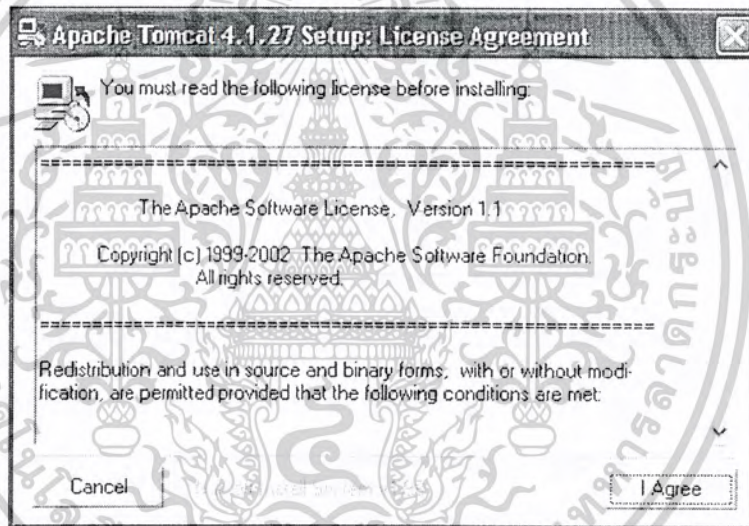 Apache Tomcat 4.1.27 Setup: License Agreement
You must read the following license before installing:
================================================================
The Apache Software License, Version 1.1
Copyright (c) 1999-2002 The Apache Software Foundation.
All rights reserved.
================================================================
Redistribution and use in source and binary forms, with or without modi-
fication, are permitted provided that the following conditions are met:
Cancel
I Agree